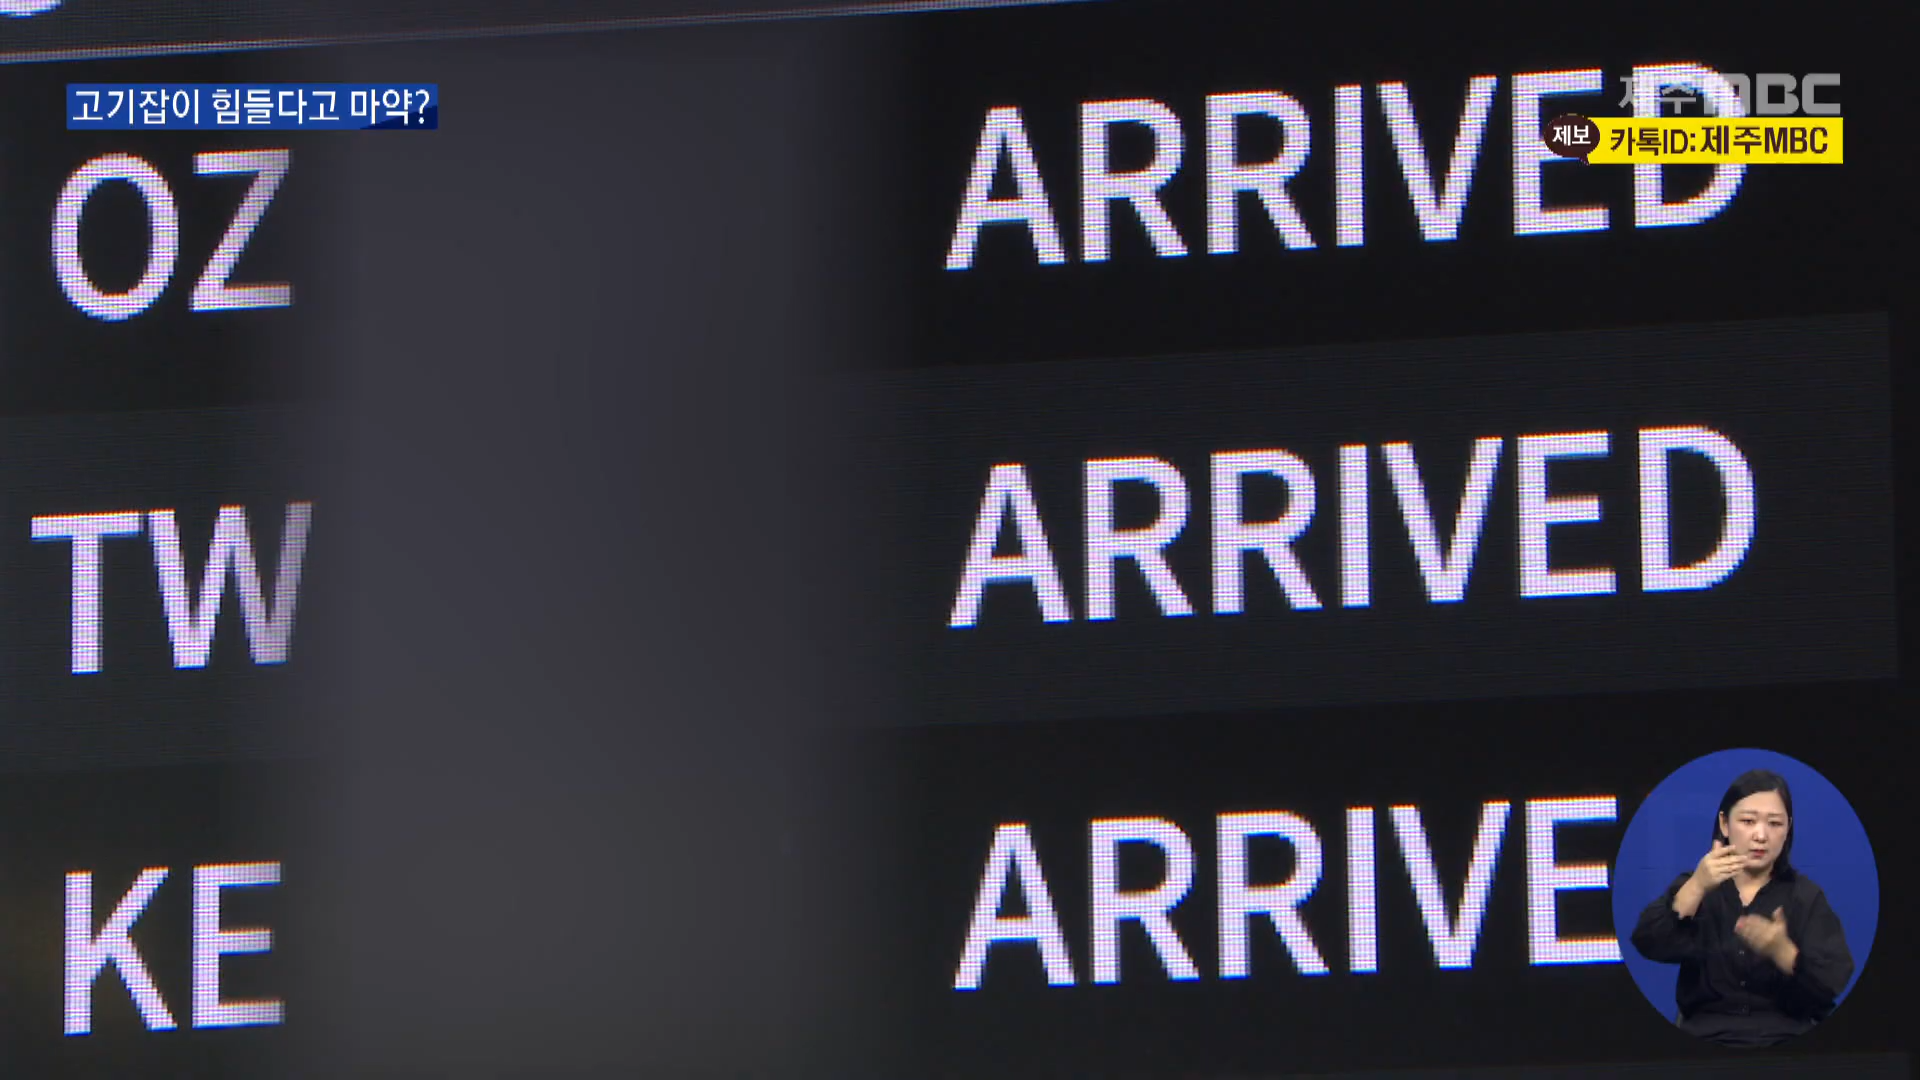 고기잡이 힘들다고 마약?
제주MBC
제보 카톡ID:제주MBC
OZ ARRIVED
TW ARRIVED
KE ARRIVE